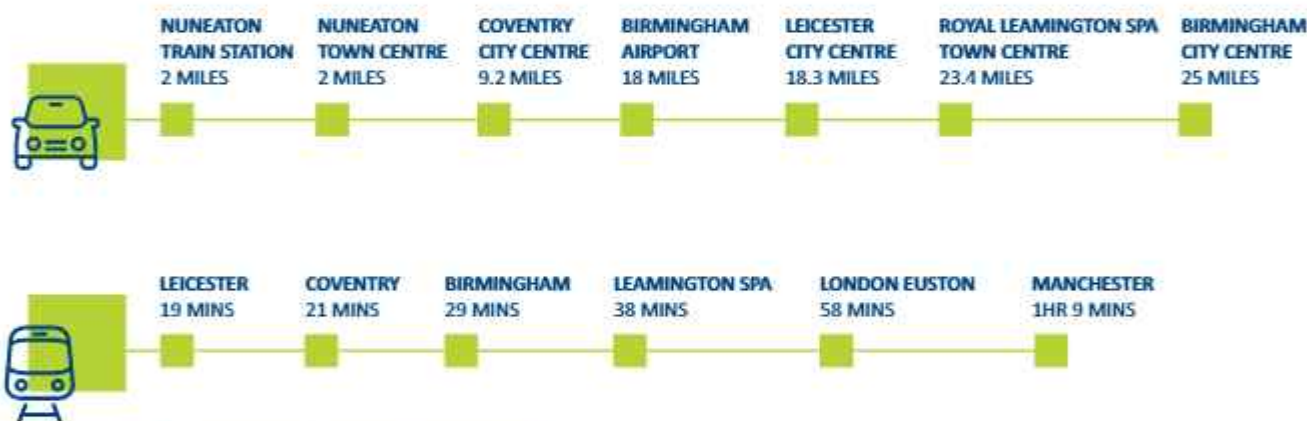 NUNEATON
TRAIN STATION
2 MILES
NUNEATON
TOWN CENTRE
2 MILES
COVENTRY
CITY CENTRE
9.2 MILES
BIRMINGHAM
AIRPORT
18 MILES
LEICESTER
CITY CENTRE
18.3 MILES
ROYAL LEAMINGTON SPA
TOWN CENTRE
23.4 MILES
BIRMINGHAM
CITY CENTRE
25 MILES
LEICESTER
19 MINS
COVENTRY
21 MINS
BIRMINGHAM
29 MINS
LEAMINGTON SPA
38 MINS
LONDON EUSTON
58 MINS
MANCHESTER
1HR 9 MINS